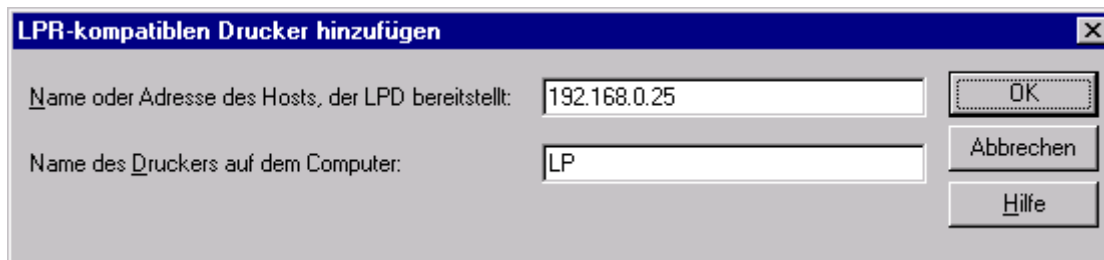 LPR-kompatiblen Drucker hinzufügen
Name oder Adresse des Hosts, der LPD bereitstellt: 192.168.0.25 OK
Name des Druckers auf dem Computer: LP Abbrechen
Hilfe